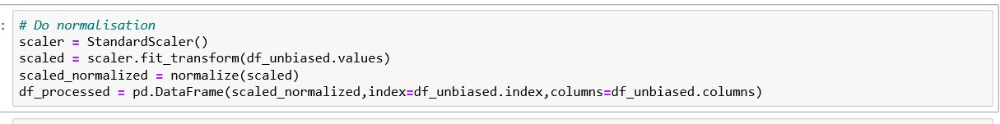 :
# Do normalisation
scaler = StandardScaler()
scaled = scaler.fit_transform(df_unbiased.values)
scaled_normalized = normalize(scaled)
df_processed = pd.DataFrame(scaled_normalized,index=df_unbiased.index,columns=df_unbiased.columns)